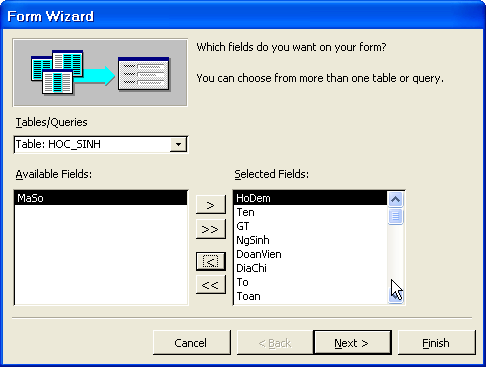 Form Wizard
Which fields do you want on your form?
You can choose from more than one table or query.
Tables/Queries
Table: HOC_SINH
Available Fields:
Selected Fields:
MaSo
>
>>
<
<<
HoDem
Ten
GT
NgSinh
DoanVien
DiaChi
To
Toan
Cancel
< Back
Next >
Finish